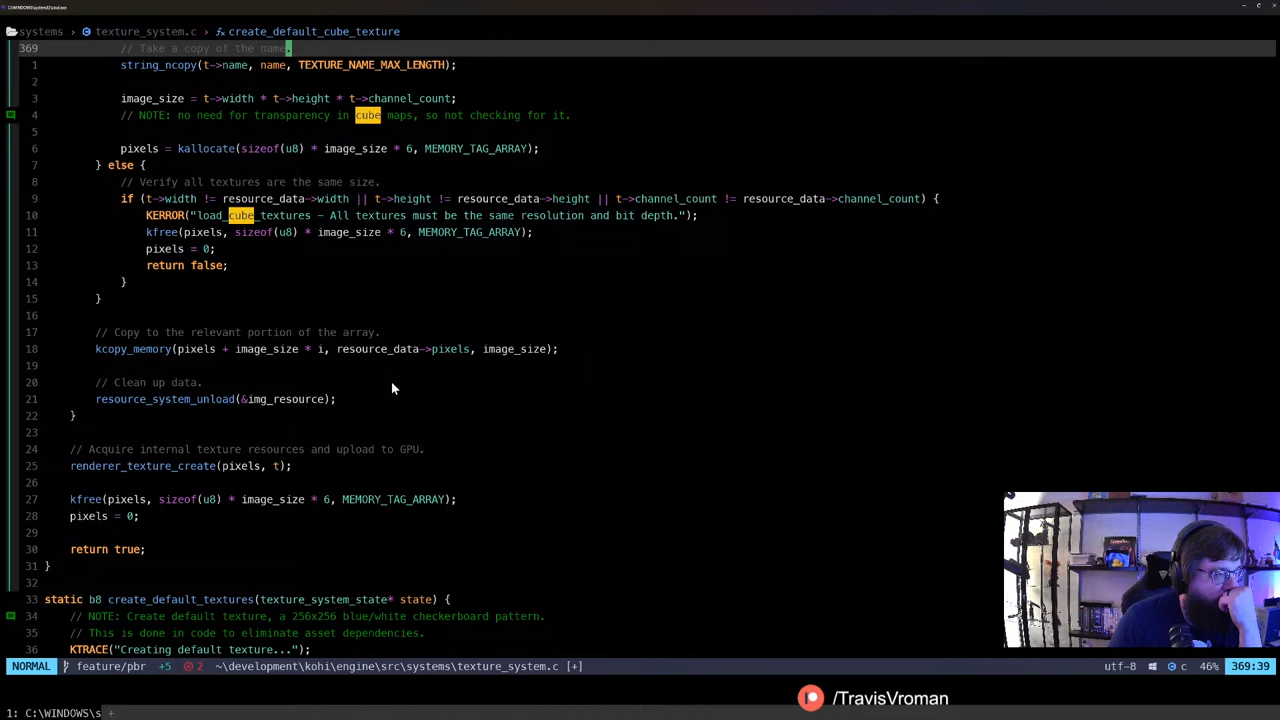 C:\WINDOWS\system32\cmd.exe
systems > texture_system.c > create_default_cube_texture
369 // Take a copy of the name.
1 string_ncopy(t->name, name, TEXTURE_NAME_MAX_LENGTH);
2
3 image_size = t->width * t->height * t->channel_count;
4 // NOTE: no need for transparency in cube maps, so not checking for it.
5
6 pixels = kallocate(sizeof(u8) * image_size * 6, MEMORY_TAG_ARRAY);
7 } else {
8 // Verify all textures are the same size.
9 if (t->width != resource_data->width || t->height != resource_data->height || t->channel_count != resource_data->channel_count) {
10 KERROR("load_cube_textures - All textures must be the same resolution and bit depth.");
11 kfree(pixels, sizeof(u8) * image_size * 6, MEMORY_TAG_ARRAY);
12 pixels = 0;
13 return false;
14 }
15 }
16
17 // Copy to the relevant portion of the array.
18 kcopy_memory(pixels + image_size * i, resource_data->pixels, image_size);
19
20 // Clean up data.
21 resource_system_unload(&img_resource);
22 }
23
24 // Acquire internal texture resources and upload to GPU.
25 renderer_texture_create(pixels, t);
26
27 kfree(pixels, sizeof(u8) * image_size * 6, MEMORY_TAG_ARRAY);
28 pixels = 0;
29
30 return true;
31 }
32
33 static b8 create_default_textures(texture_system_state* state) {
34 // NOTE: Create default texture, a 256x256 blue/white checkerboard pattern.
35 // This is done in code to eliminate asset dependencies.
36 KTRACE("Creating default texture...");
NORMAL feature/pbr +5 2 ~\development\kohi\engine\src\systems\texture_system.c [+] utf-8 c 46% 369:39
/TravisVroman
1: C:\WINDOWS\s +